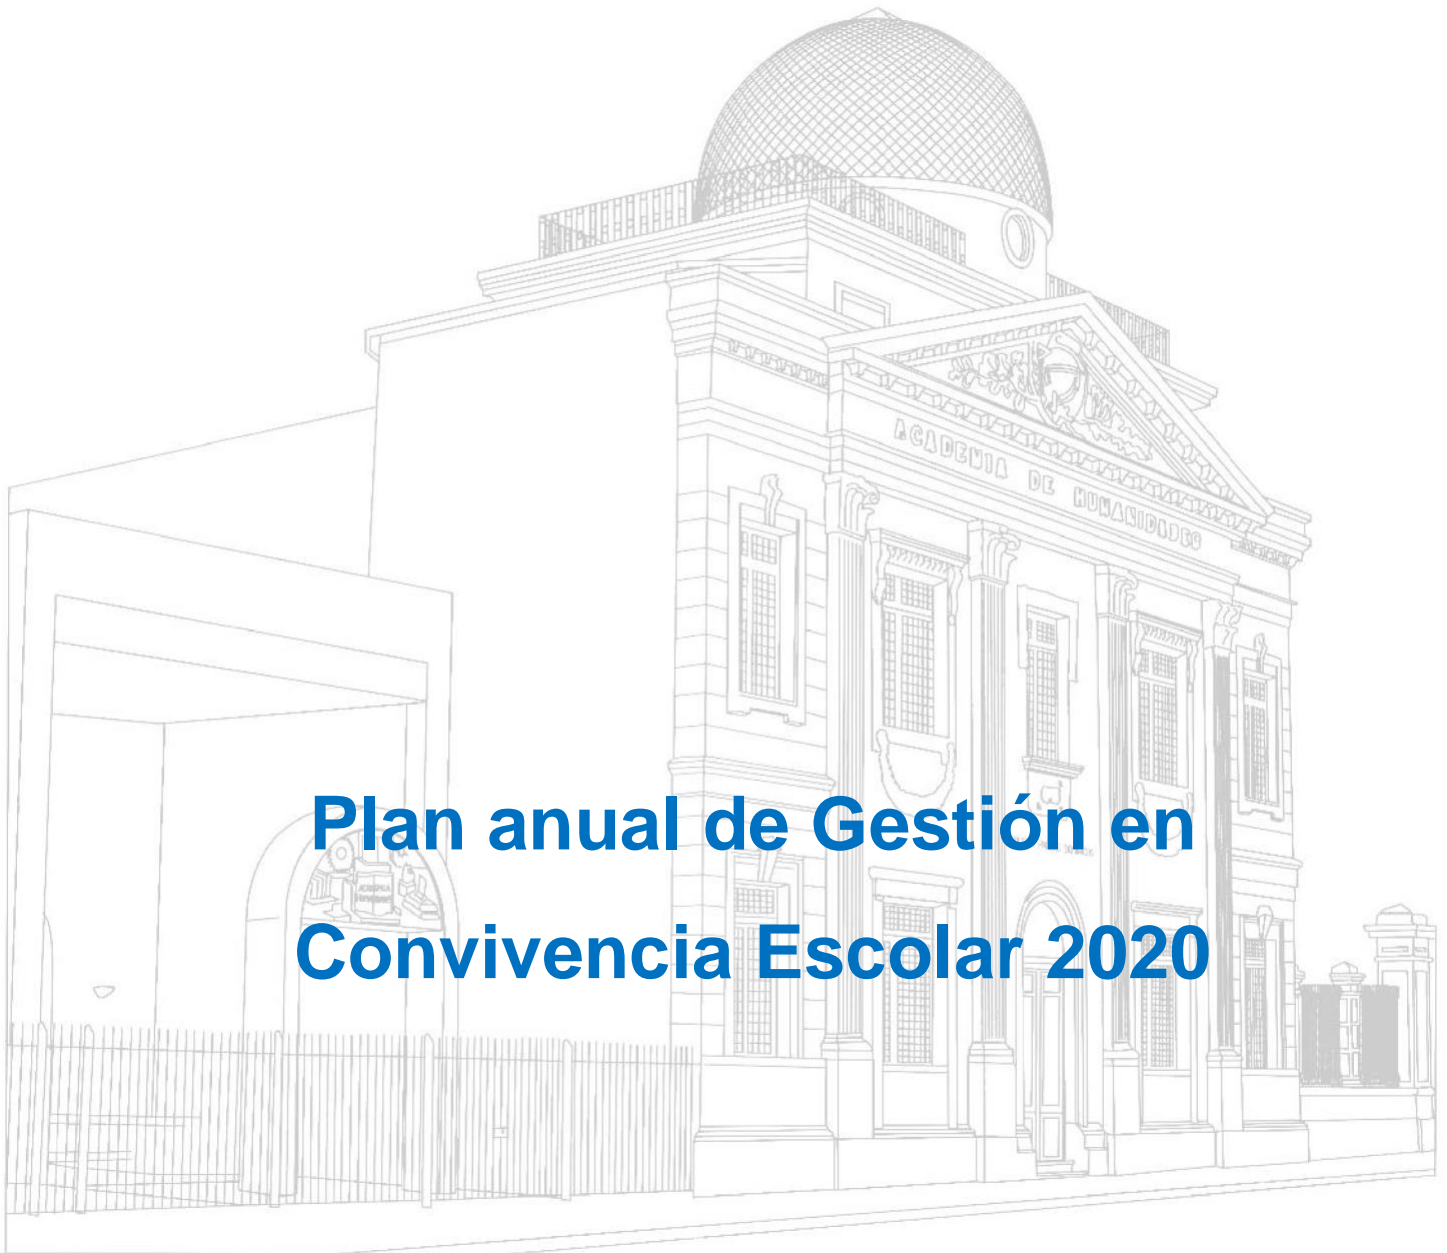 ACADEMIA DE HUMANIDADES
Plan anual de Gestión en
Convivencia Escolar 2020